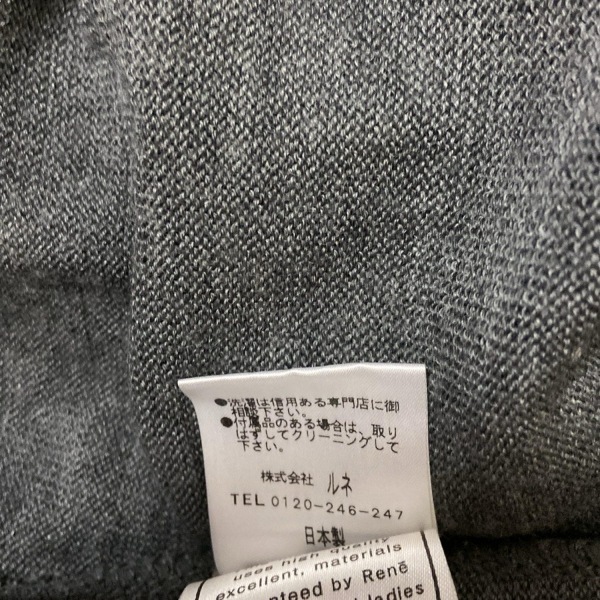 ●洗濯は信用ある専門店に御
相談下さい。
●付属品のある場合は、取り
はずしてクリーニングして
下さい。
株式会社 ルネ
TEL 0120-246-247
日本製
uses high quality
excellent, materials
by René
ladies